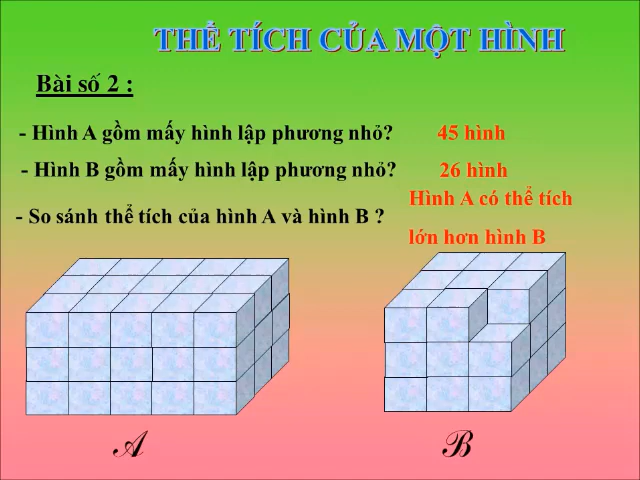 THỂ TÍCH CỦA MỘT HÌNH
Bài số 2 :
- Hình A gồm mấy hình lập phương nhỏ? 45 hình
- Hình B gồm mấy hình lập phương nhỏ? 26 hình
- So sánh thể tích của hình A và hình B ?
Hình A có thể tích
lớn hơn hình B
A B